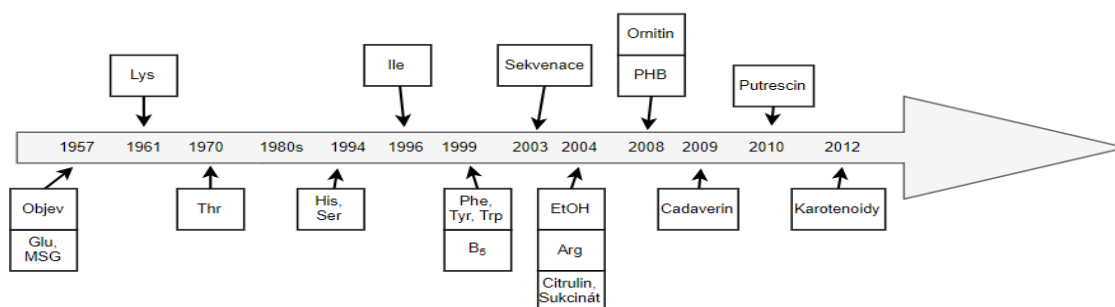 Ornitin
PHB
Lys
Ile
Sekvenace
Putrescin
1957
1961
1970
1980s
1994
1996
1999
2003
2004
2008
2009
2010
2012
Objev
Glu,
MSG
Thr
His,
Ser
Phe,
Tyr, Trp
B₅
EtOH
Arg
Citrulin,
Sukcinát
Cadaverin
Karotenoidy